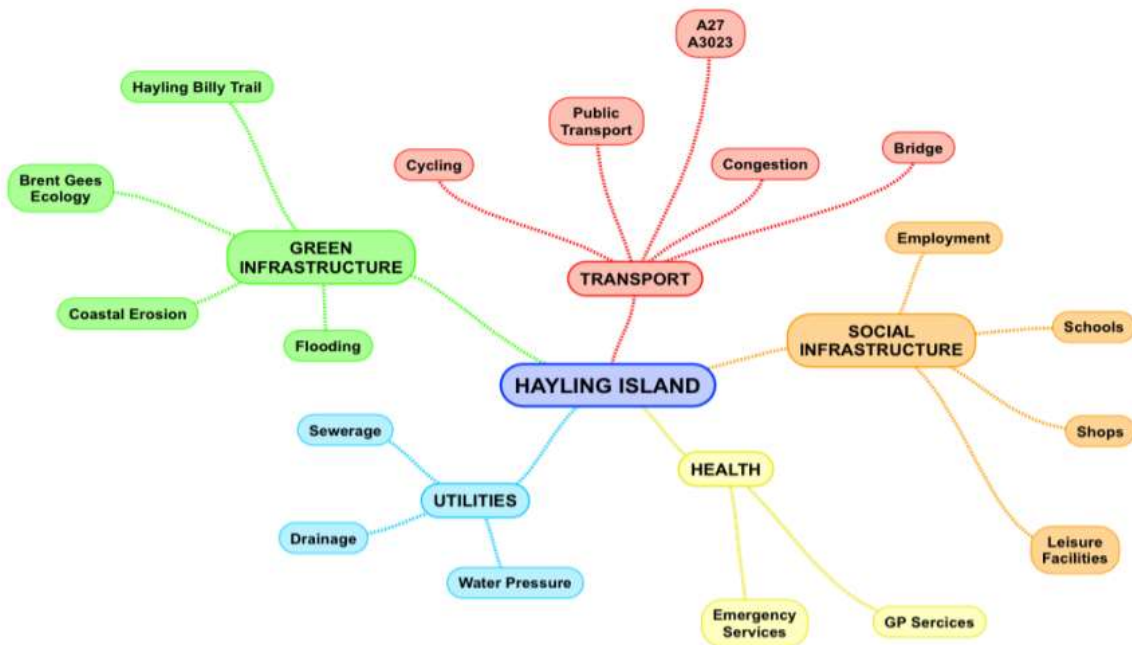 A27
A3023
Hayling Billy Trail
Public
Transport
Cycling
Congestion
Bridge
Brent Gees
Ecology
GREEN
INFRASTRUCTURE
Employment
TRANSPORT
Coastal Erosion
Flooding
SOCIAL
INFRASTRUCTURE
Schools
HAYLING ISLAND
Sewerage
Shops
HEALTH
UTILITIES
Drainage
Leisure
Facilities
Water Pressure
Emergency
Services
GP Sercices